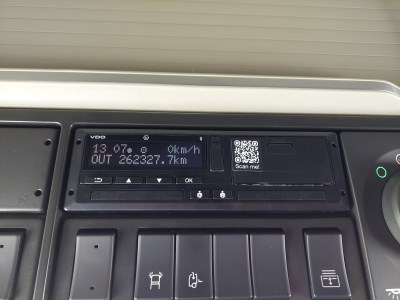 VDO
13 07 0km/h
OUT 262327.7km
Scan me!
OK